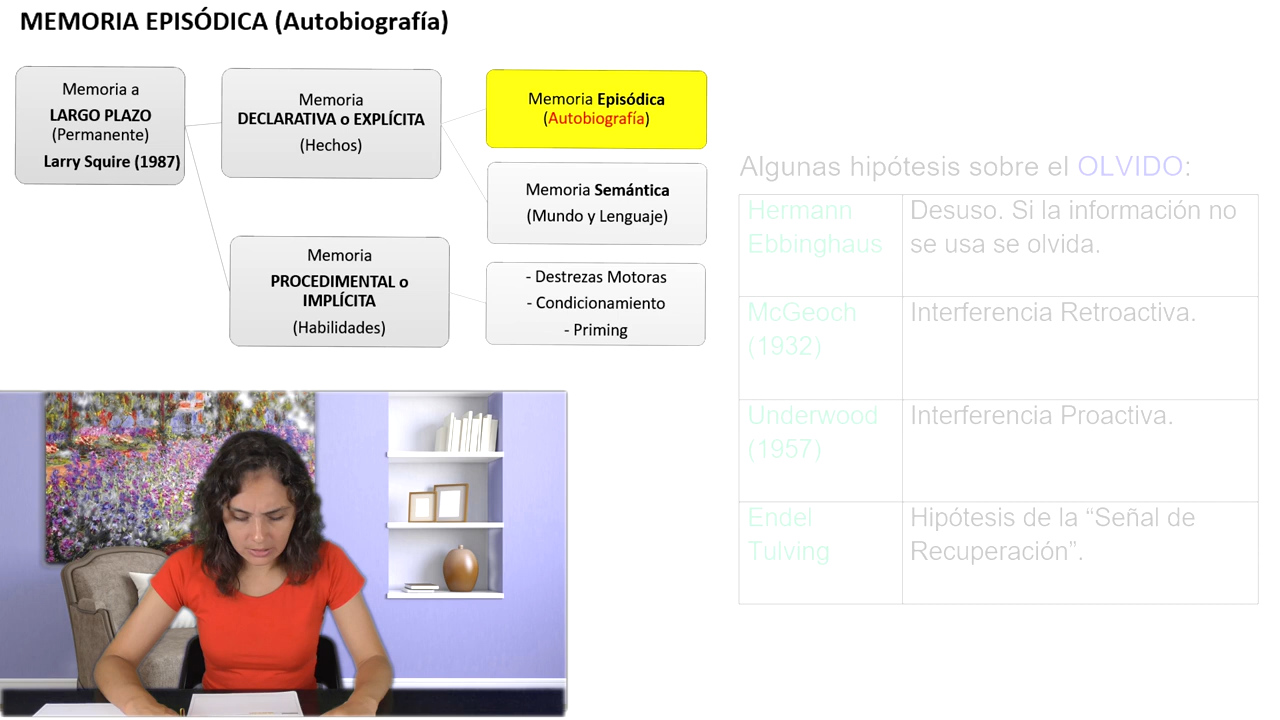 MEMORIA EPISÓDICA (Autobiografía)
Memoria a
LARGO PLAZO
(Permanente)
Larry Squire (1987)
Memoria
DECLARATIVA o EXPLÍCITA
(Hechos)
Memoria Episódica
(Autobiografía)
Memoria Semántica
(Mundo y Lenguaje)
Memoria
PROCEDIMENTAL o
IMPLÍCITA
(Habilidades)
- Destrezas Motoras
- Condicionamiento
- Priming
Algunas hipótesis sobre el OLVIDO:
Hermann
Ebbinghaus
Desuso. Si la información no
se usa se olvida.
McGeoch
(1932)
Interferencia Retroactiva.
Underwood
(1957)
Interferencia Proactiva.
Endel
Tulving
Hipótesis de la “Señal de
Recuperación”.